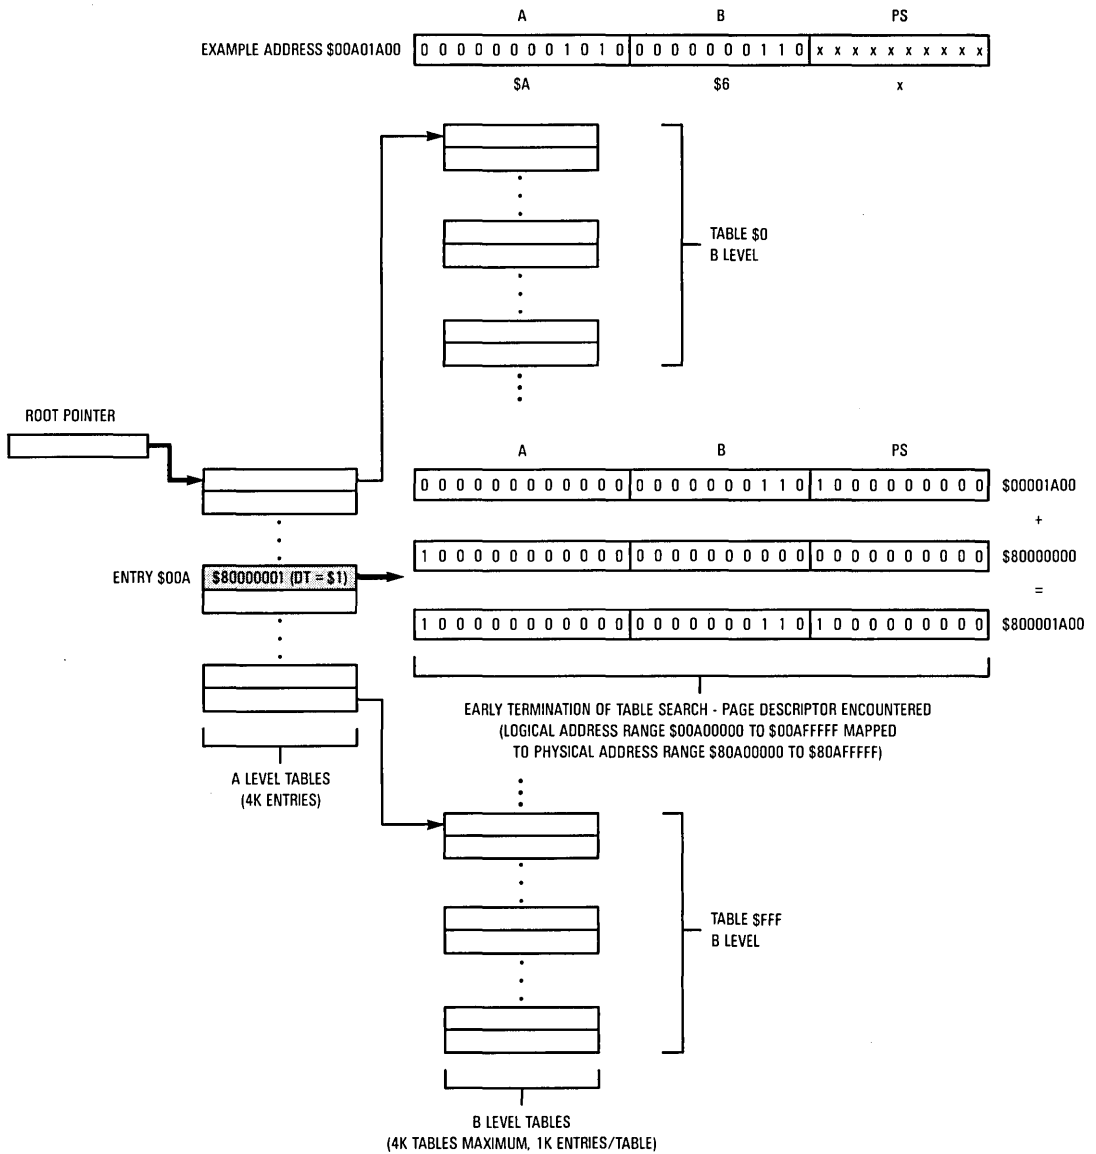 A B PS
EXAMPLE ADDRESS $00A01A00 0 0 0 0 0 0 0 0 1 0 1 0 0 0 0 0 0 0 0 1 1 0 x x x x x x x x x x
$A $6 x
TABLE $0
B LEVEL
ROOT POINTER
A B PS
0 0 0 0 0 0 0 0 0 0 0 0 0 0 0 0 0 0 0 1 1 0 1 0 0 0 0 0 0 0 0 0 $00001A00
+
ENTRY $00A $80000001 (DT = $1) 1 0 0 0 0 0 0 0 0 0 0 0 0 0 0 0 0 0 0 0 0 0 0 0 0 0 0 0 0 0 0 0 $80000000
=
1 0 0 0 0 0 0 0 0 0 0 0 0 0 0 0 0 0 0 1 1 0 1 0 0 0 0 0 0 0 0 0 $800001A00
EARLY TERMINATION OF TABLE SEARCH - PAGE DESCRIPTOR ENCOUNTERED
(LOGICAL ADDRESS RANGE $00A00000 TO $00AFFFFF MAPPED
TO PHYSICAL ADDRESS RANGE $80A00000 TO $80AFFFFF)
A LEVEL TABLES
(4K ENTRIES)
TABLE $FFF
B LEVEL
B LEVEL TABLES
(4K TABLES MAXIMUM, 1K ENTRIES/TABLE)